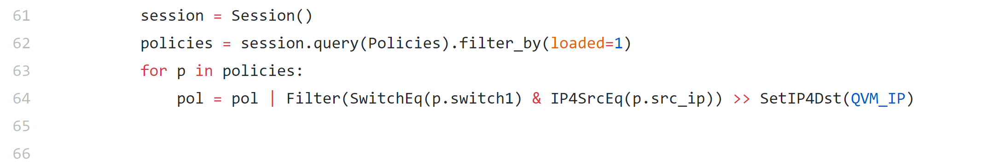 61            session = Session()
62            policies = session.query(Policies).filter_by(loaded=1)
63            for p in policies:
64                pol = pol | Filter(SwitchEq(p.switch1) & IP4SrcEq(p.src_ip)) >> SetIP4Dst(QVM_IP)
65
66